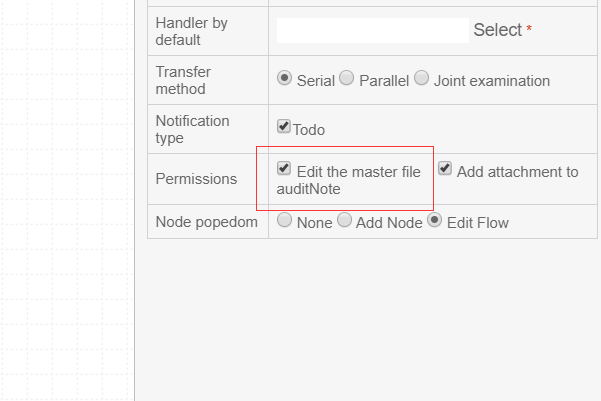 Handler by
default
Select *
Transfer
method
Serial Parallel Joint examination
Notification
type
Todo
Permissions
Edit the master file Add attachment to
auditNote
Node popedom
None Add Node Edit Flow